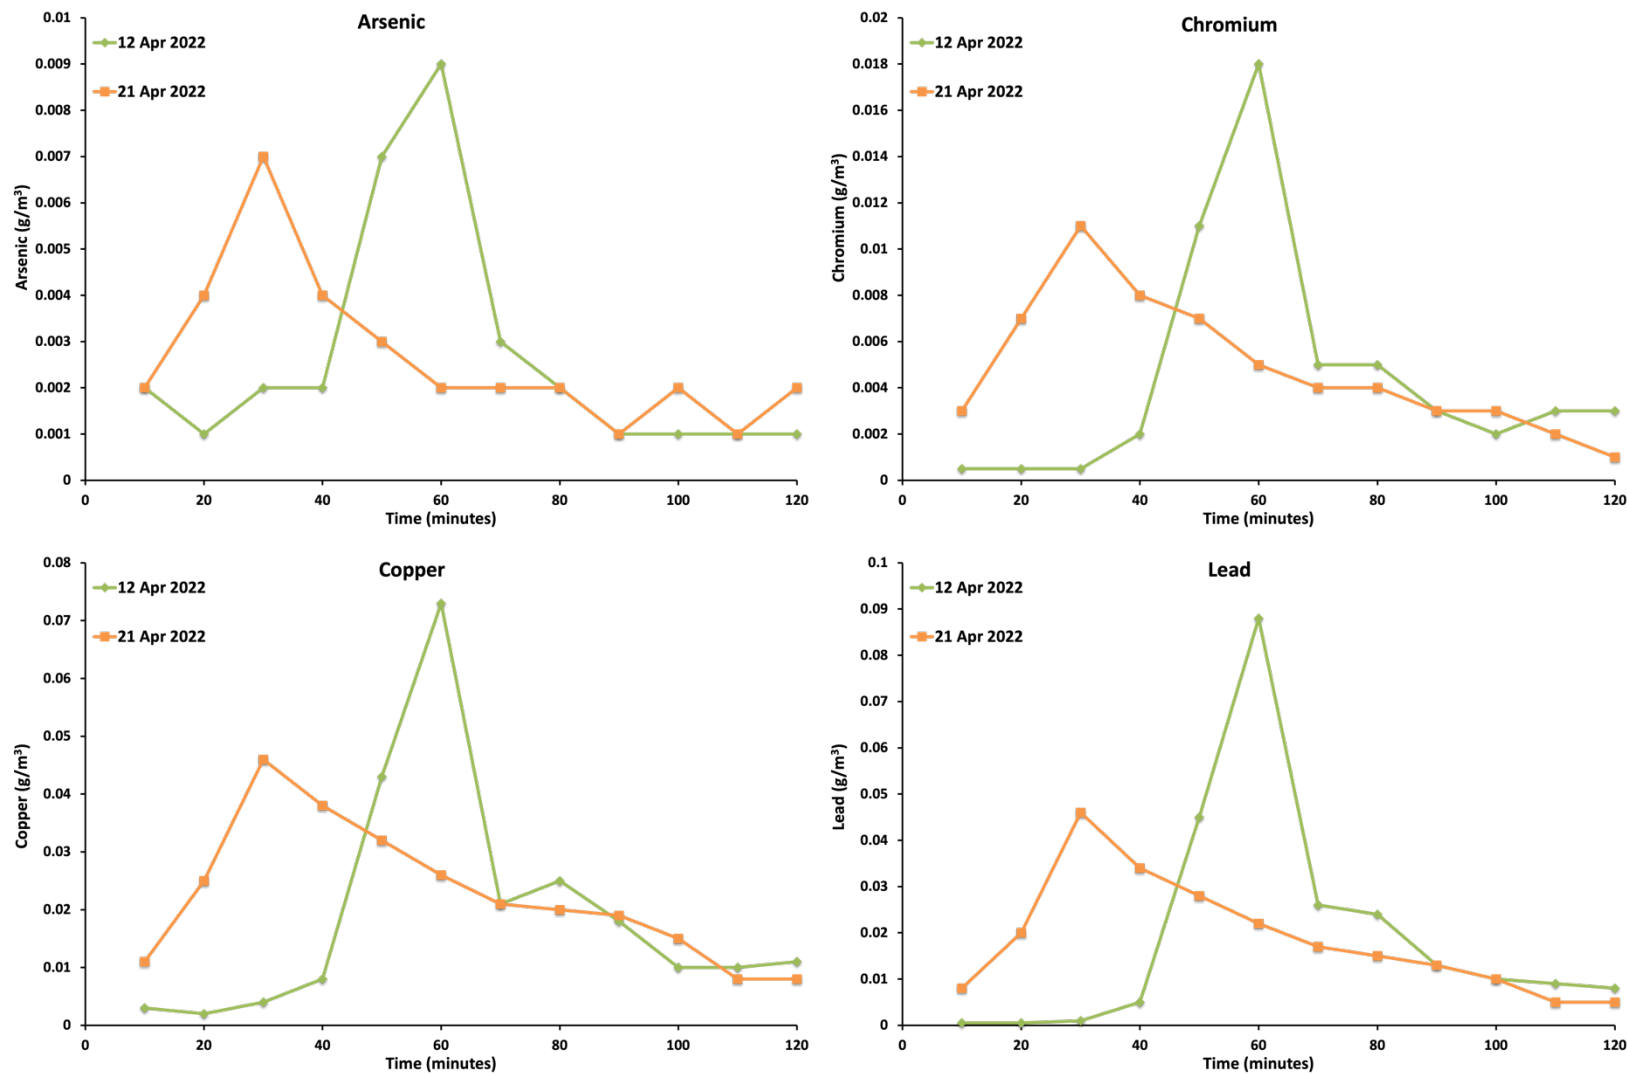 Arsenic
12 Apr 2022
21 Apr 2022
Arsenic (g/m³)
0.01
0.009
0.008
0.007
0.006
0.005
0.004
0.003
0.002
0.001
0
0 20 40 60 80 100 120
Time (minutes)
Chromium
12 Apr 2022
21 Apr 2022
Chromium (g/m³)
0.02
0.018
0.016
0.014
0.012
0.01
0.008
0.006
0.004
0.002
0
0 20 40 60 80 100 120
Time (minutes)
Copper
12 Apr 2022
21 Apr 2022
Copper (g/m³)
0.08
0.07
0.06
0.05
0.04
0.03
0.02
0.01
0
0 20 40 60 80 100 120
Time (minutes)
Lead
12 Apr 2022
21 Apr 2022
Lead (g/m³)
0.1
0.09
0.08
0.07
0.06
0.05
0.04
0.03
0.02
0.01
0
0 20 40 60 80 100 120
Time (minutes)